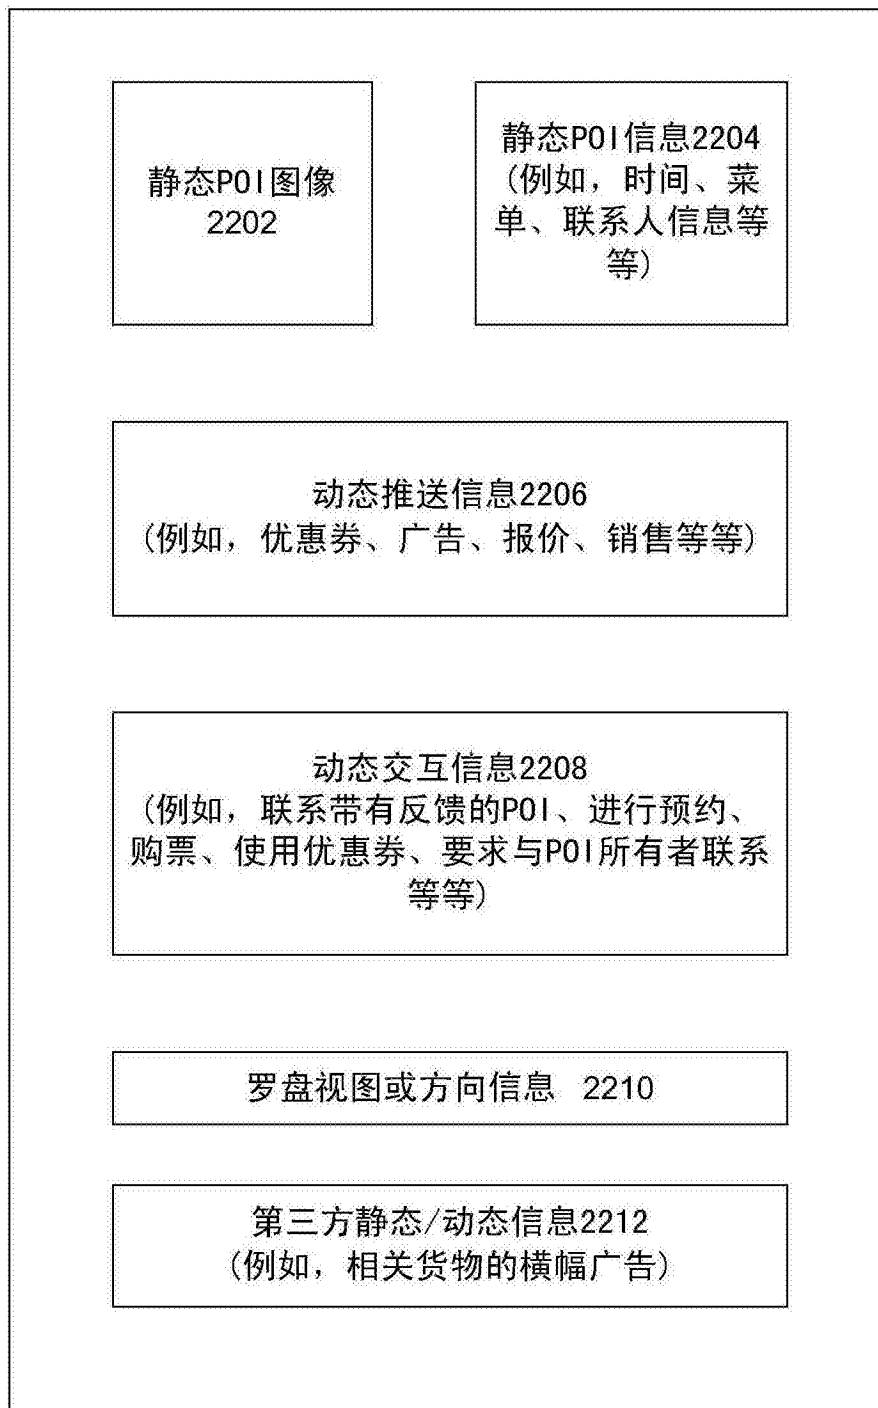 静态POI图像
2202
静态POI信息2204
(例如，时间、菜
单、联系人信息等
等)
动态推送信息2206
(例如，优惠券、广告、报价、销售等等)
动态交互信息2208
(例如，联系带有反馈的POI、进行预约、
购票、使用优惠券、要求与POI所有者联系
等等)
罗盘视图或方向信息 2210
第三方静态/动态信息2212
(例如，相关货物的横幅广告)